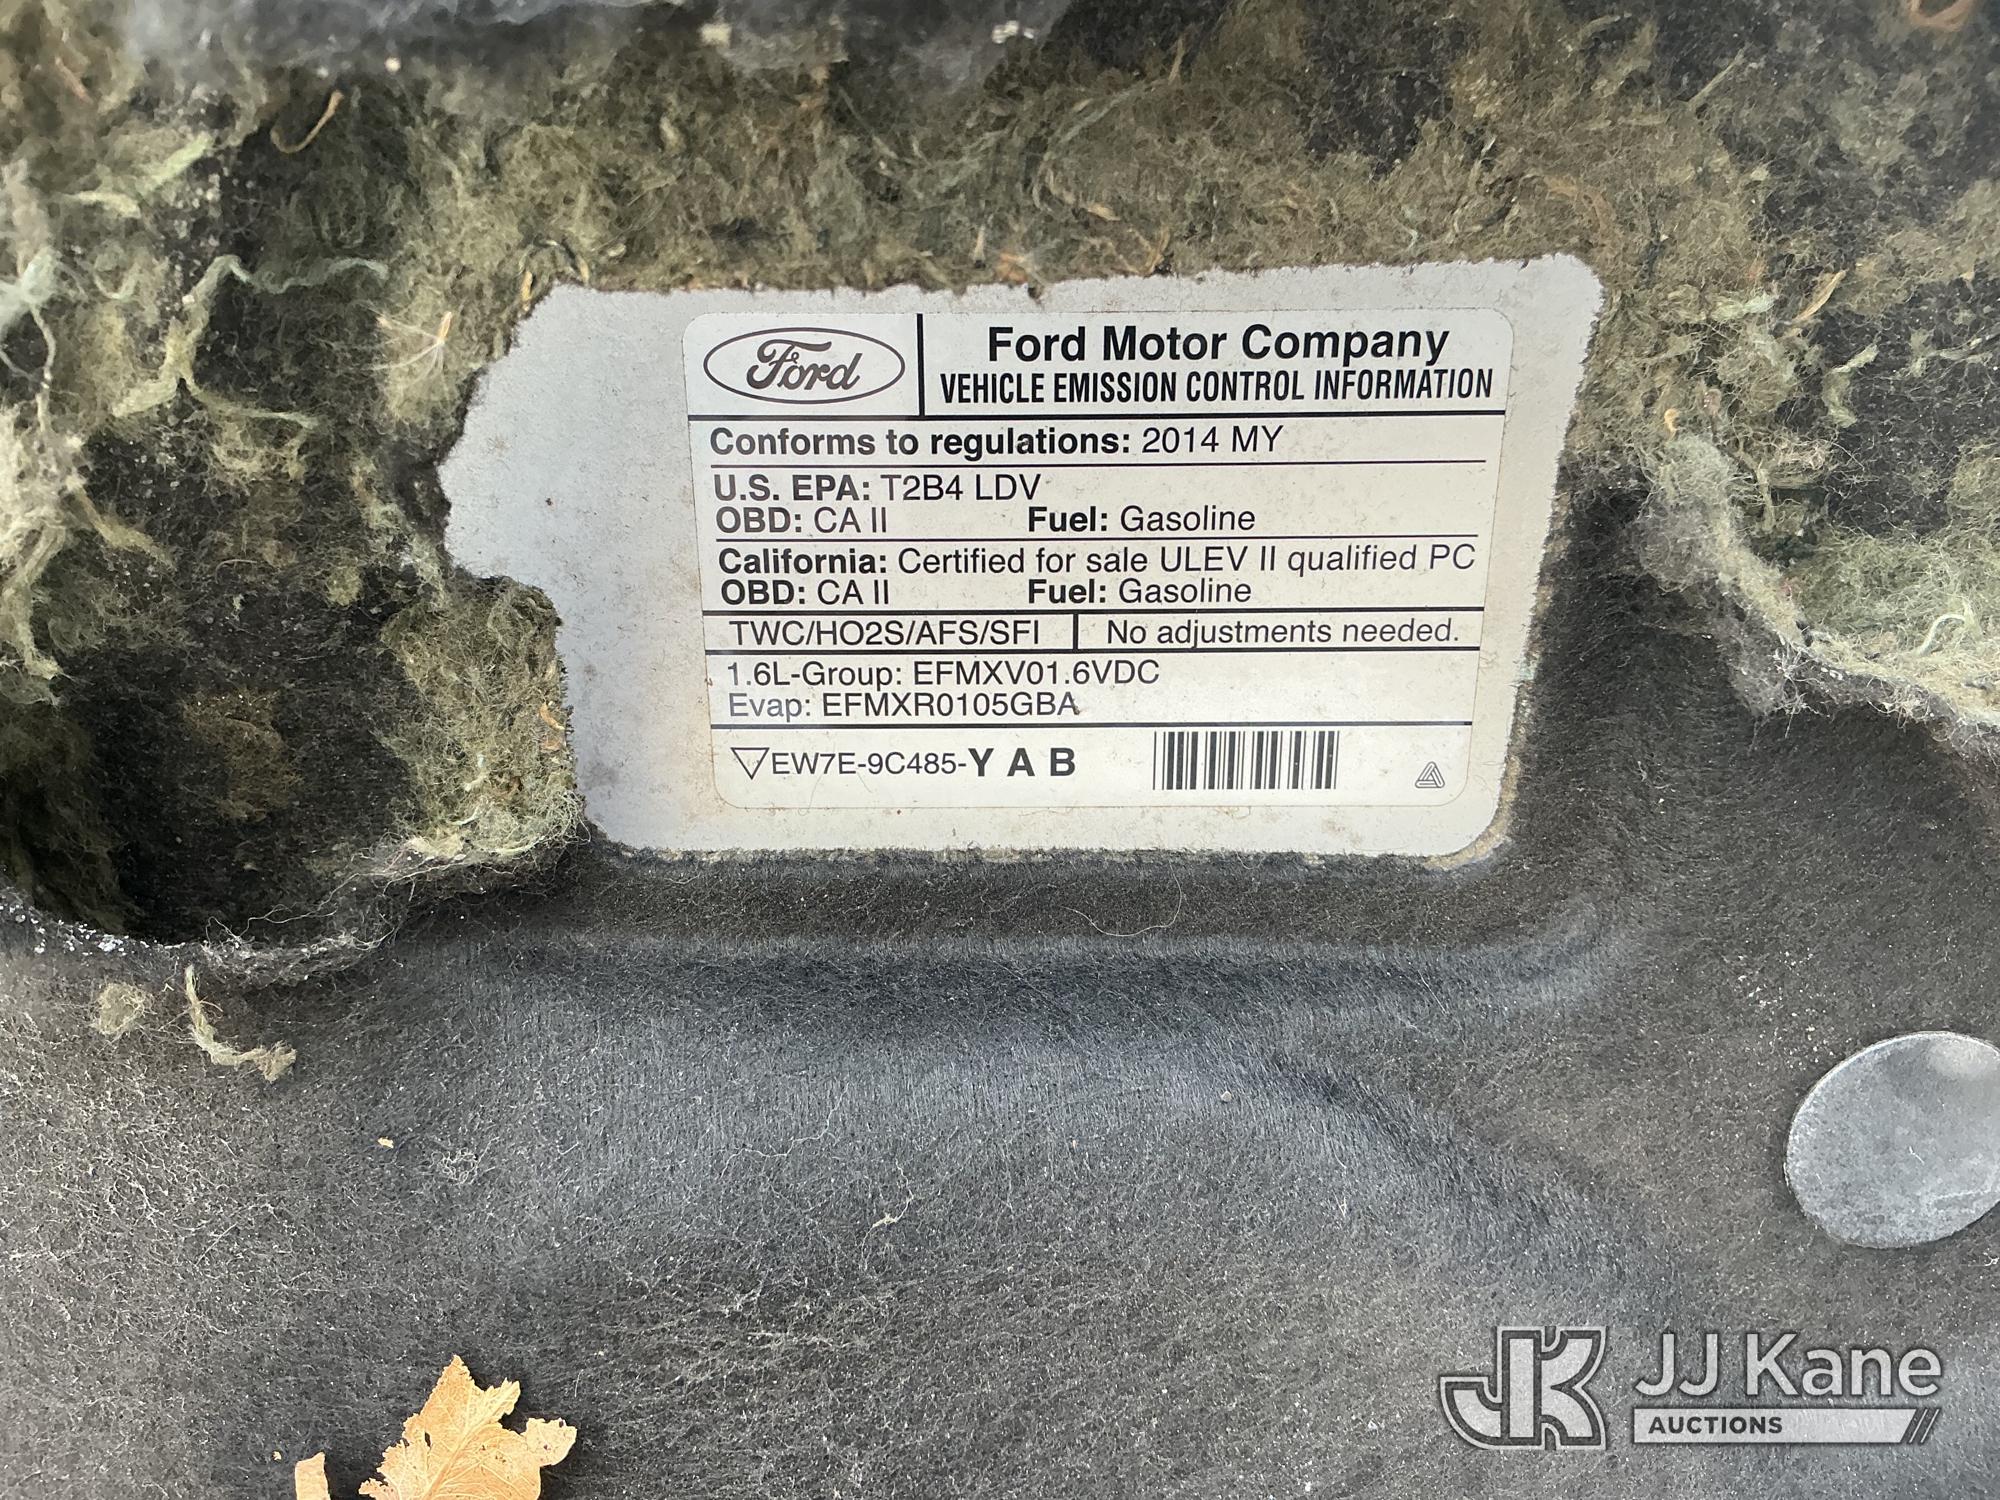 Ford
Ford Motor Company
VEHICLE EMISSION CONTROL INFORMATION
Conforms to regulations: 2014 MY
U.S. EPA: T2B4 LDV
OBD: CA II Fuel: Gasoline
California: Certified for sale ULEV II qualified PC
OBD: CA II Fuel: Gasoline
TWC/HO2S/AFS/SFI No adjustments needed.
1.6L-Group: EFMXV01.6VDC
Evap: EFMXR0105GBA
EW7E-9C485-Y A B
JK JJ Kane
AUCTIONS